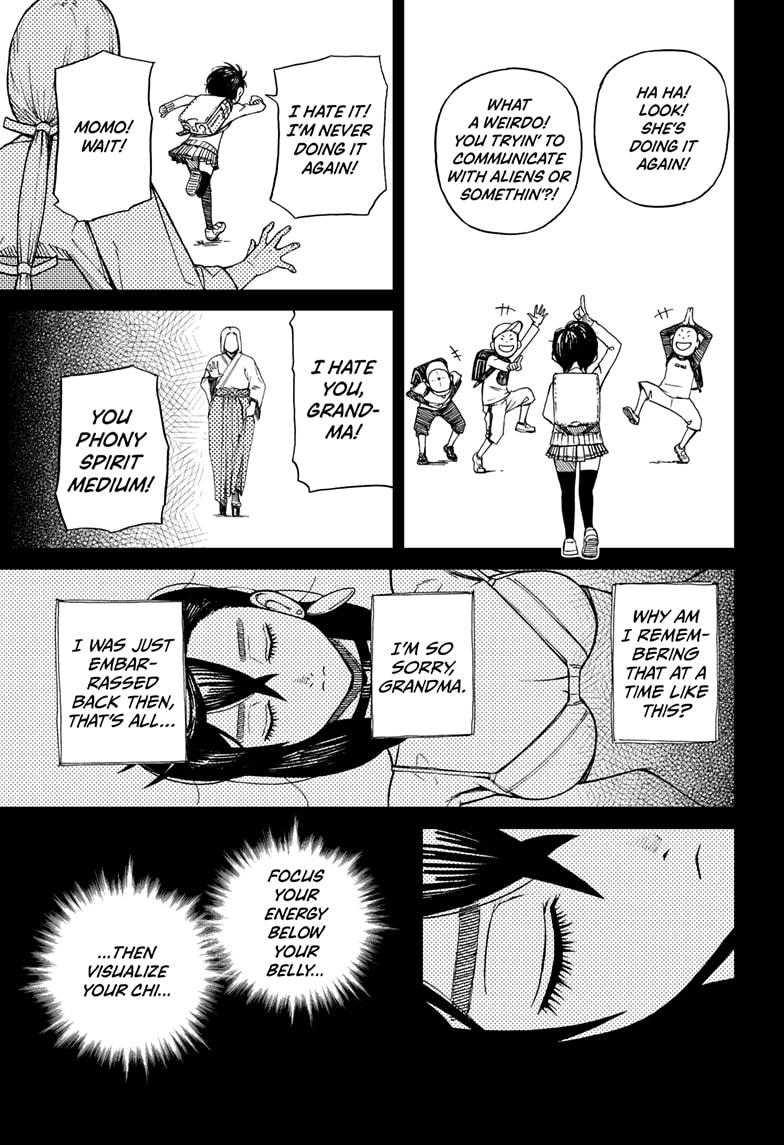 HA HA!
LOOK!
SHE'S
DOING IT
AGAIN!
WHAT
A WEIRDO!
YOU TRYIN' TO
COMMUNICATE
WITH ALIENS OR
SOMETHIN'?!
I HATE IT!
I'M NEVER
DOING IT
AGAIN!
MOMO!
WAIT!
I HATE
YOU,
GRAND-
MA!
YOU
PHONY
SPIRIT
MEDIUM!
WHY AM
I REMEM-
BERING
THAT AT A
TIME LIKE
THIS?
I'M SO
SORRY,
GRANDMA.
I WAS JUST
EMBAR-
RASSED
BACK THEN,
THAT'S ALL...
FOCUS
YOUR
ENERGY
BELOW
YOUR
BELLY...
...THEN
VISUALIZE
YOUR CHI...